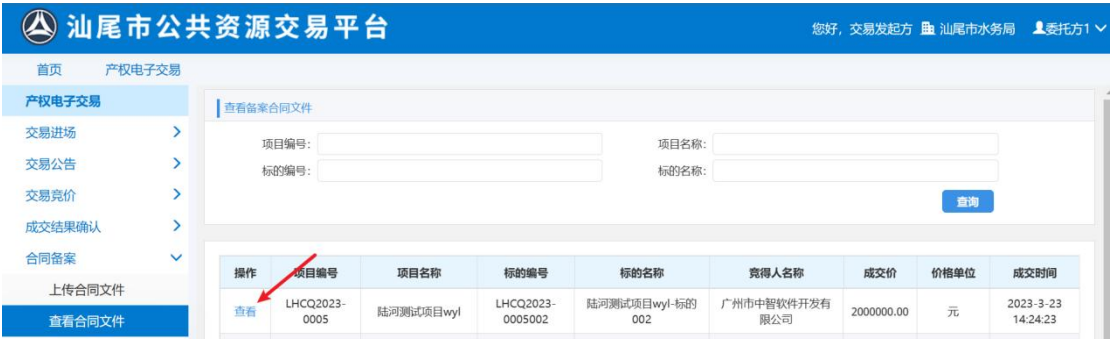 汕尾市公共资源交易平台
您好，交易发起方 汕尾市水务局 委托方1
首页 产权电子交易
产权电子交易
交易进场
交易公告
交易竞价
成交结果确认
合同备案
上传合同文件
查看合同文件
查看备案合同文件
项目编号： 项目名称：
标的编号： 标的名称：
查询
操作 项目编号 项目名称 标的编号 标的名称 竞得人名称 成交价 价格单位 成交时间
查看 LHCQ2023-0005 陆河测试项目wyl LHCQ2023-0005002 陆河测试项目wyl-标的002 广州市中智软件开发有限公司 2000000.00 元 2023-3-23 14:24:23